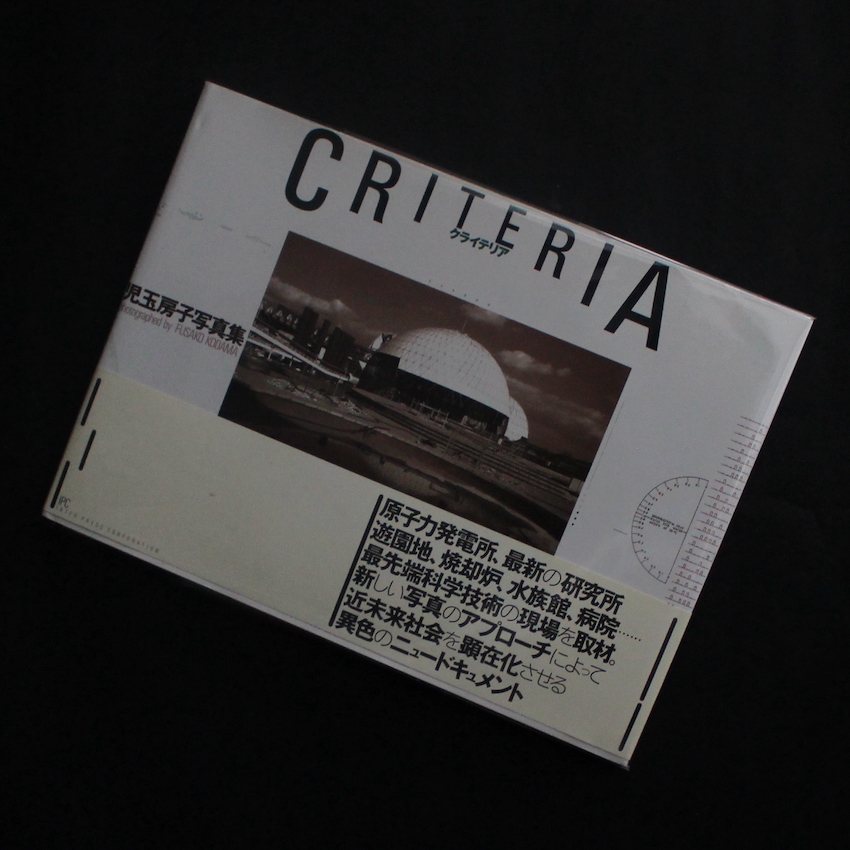 CRITERIA
クライテリア
児玉房子写真集
Photographed by FUSAKO KODAMA
原子力発電所、最新の研究所
遊園地、焼却炉、水族館、病院……
最先端科学技術の現場を取材。
新しい写真のアプローチによって
近未来社会を顕在化させる
異色のニュードキュメント
IPC